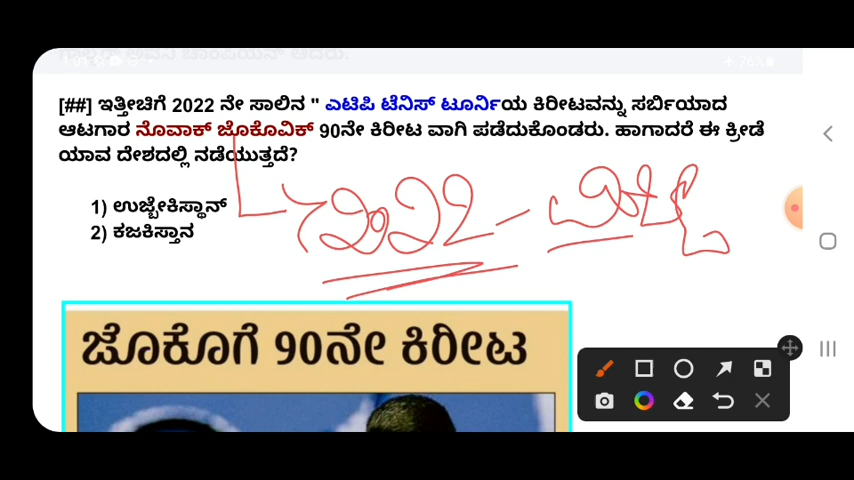 [##] ಇತ್ತೀಚಿಗೆ 2022 ನೇ ಸಾಲಿನ " ಎಟಿಪಿ ಟೆನಿಸ್ ಟೂರ್ನಿಯ ಕಿರೀಟವನ್ನು ಸರ್ಬಿಯಾದ
ಆಟಗಾರ ನೊವಾಕ್ ಜೊಕೊವಿಕ್ 90ನೇ ಕಿರೀಟ ವಾಗಿ ಪಡೆದುಕೊಂಡರು. ಹಾಗಾದರೆ ಈ ಕ್ರೀಡೆ
ಯಾವ ದೇಶದಲ್ಲಿ ನಡೆಯುತ್ತದೆ?
1) ಉಜ್ಬೇಕಿಸ್ಥಾನ್
2) ಕಜಕಿಸ್ತಾನ
2022 -
ಜೊಕೊಗೆ 90ನೇ ಕಿರೀಟ